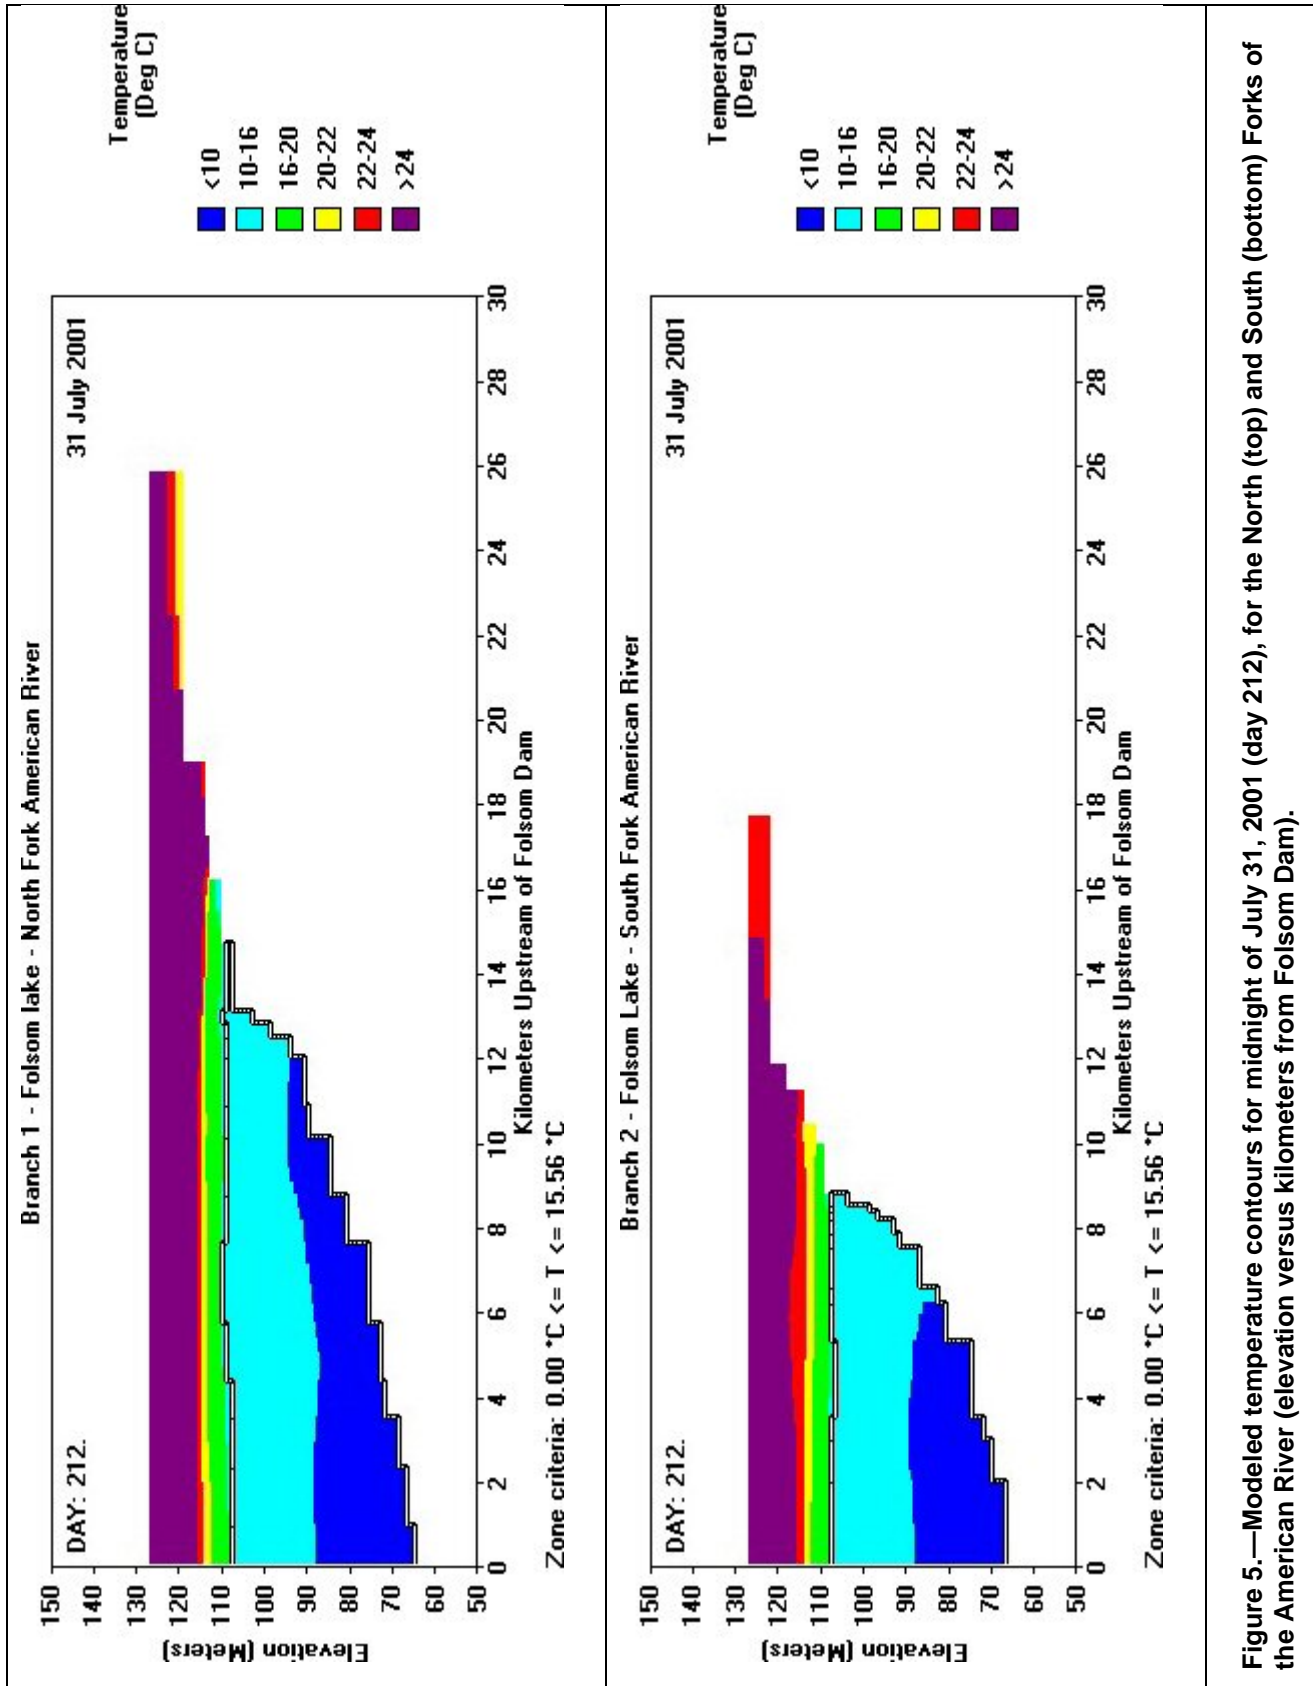 Branch 1 - Folsom lake - North Fork American River
DAY: 212.
31 July 2001
150
140
130
120
110
100
90
80
70
60
50
Elevation (Meters)
0 2 4 6 8 10 12 14 16 18 20 22 24 26 28 30
Kilometers Upstream of Folsom Dam
Zone criteria: 0.00 °C <= T <= 15.56 °C
Temperature
(Deg C)
<10
10-16
16-20
20-22
22-24
>24
Branch 2 - Folsom Lake - South Fork American River
DAY: 212.
31 July 2001
150
140
130
120
110
100
90
80
70
60
50
Elevation (Meters)
0 2 4 6 8 10 12 14 16 18 20 22 24 26 28 30
Kilometers Upstream of Folsom Dam
Zone criteria: 0.00 °C <= T <= 15.56 °C
Temperature
(Deg C)
<10
10-16
16-20
20-22
22-24
>24
Figure 5.—Modeled temperature contours for midnight of July 31, 2001 (day 212), for the North (top) and South (bottom) Forks of
the American River (elevation versus kilometers from Folsom Dam).